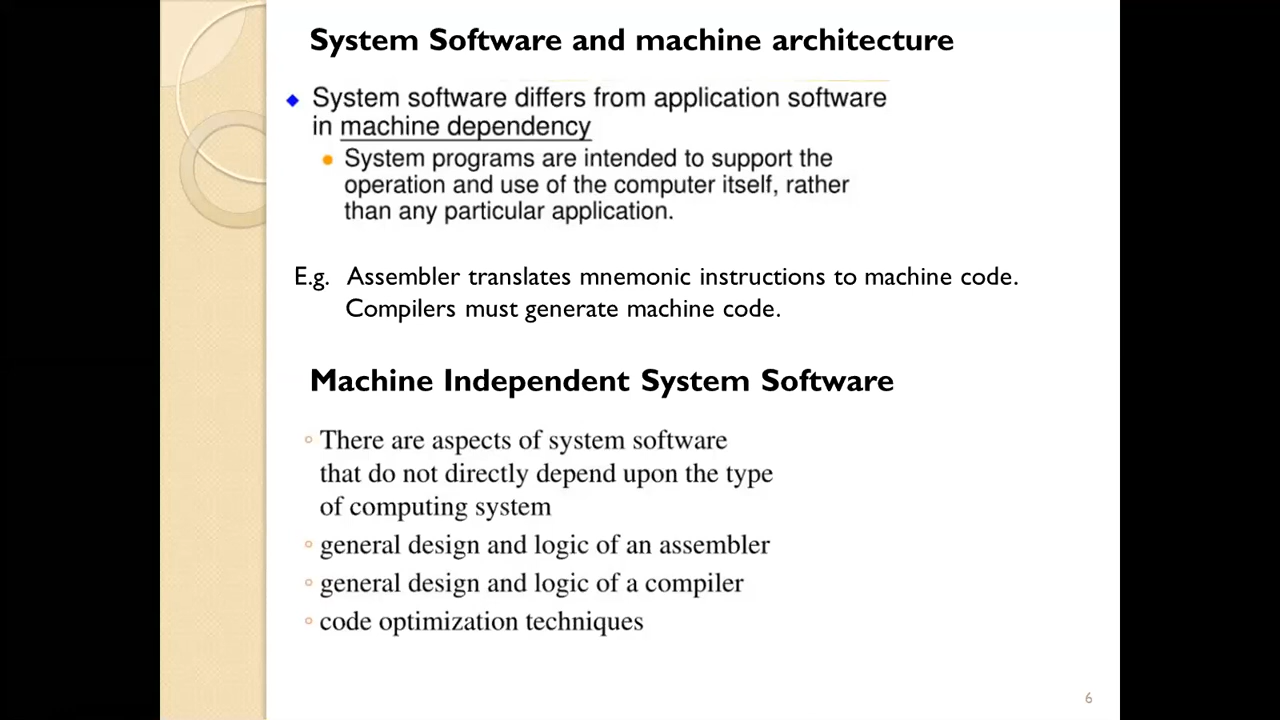 System Software and machine architecture
◆ System software differs from application software
in machine dependency
● System programs are intended to support the
operation and use of the computer itself, rather
than any particular application.
E.g. Assembler translates mnemonic instructions to machine code.
Compilers must generate machine code.
Machine Independent System Software
◦ There are aspects of system software
that do not directly depend upon the type
of computing system
◦ general design and logic of an assembler
◦ general design and logic of a compiler
◦ code optimization techniques
6